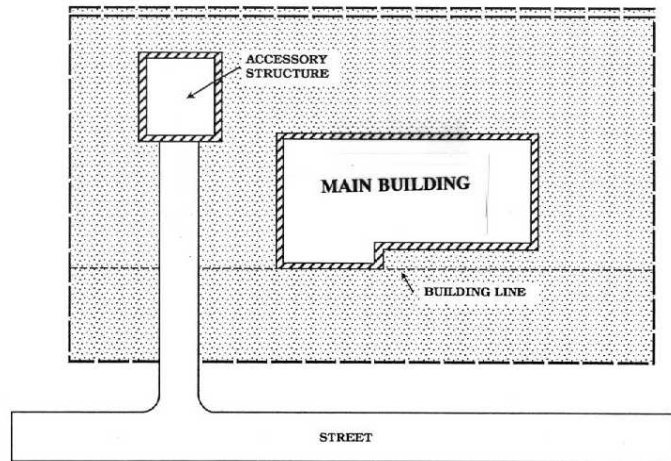 ACCESSORY
STRUCTURE
MAIN BUILDING
BUILDING LINE
STREET